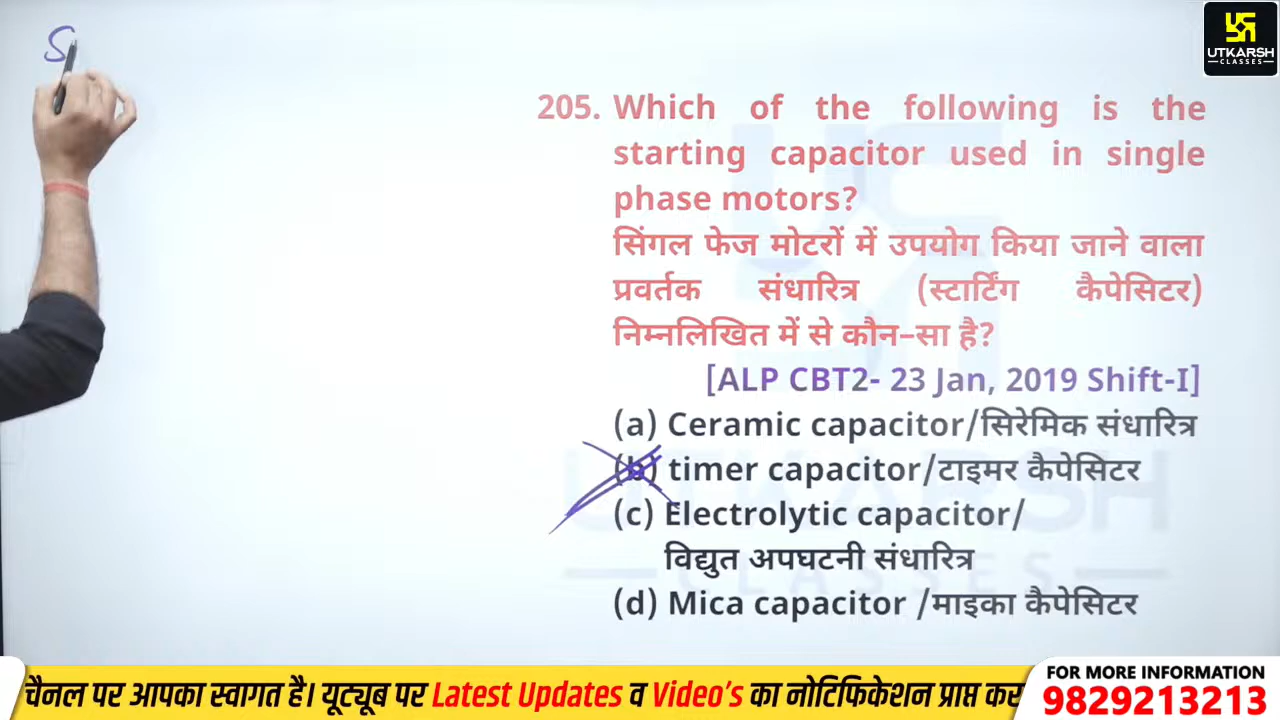 S
UTKARSH
CLASSES
205. Which of the following is the
starting capacitor used in single
phase motors?
सिंगल फेज मोटरों में उपयोग किया जाने वाला
प्रवर्तक संधारित्र (स्टार्टिंग कैपेसिटर)
निम्नलिखित में से कौन-सा है?
[ALP CBT2- 23 Jan, 2019 Shift-I]
(a) Ceramic capacitor/सिरेमिक संधारित्र
(b) timer capacitor/टाइमर कैपेसिटर
(c) Electrolytic capacitor/
विद्युत अपघटनी संधारित्र
(d) Mica capacitor /माइका कैपेसिटर
UTKARSH
CLASSES
चैनल पर आपका स्वागत है। यूट्यूब पर Latest Updates व Video's का नोटिफिकेशन प्राप्त कर
FOR MORE INFORMATION
9829213213